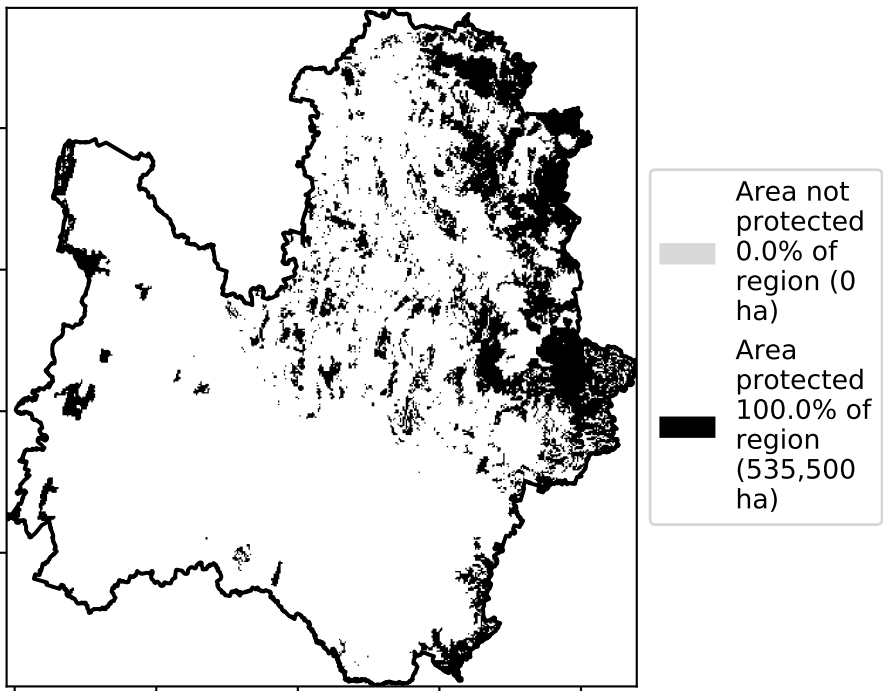 Area not
protected
0.0% of
region (0
ha)
Area
protected
100.0% of
region
(535,500
ha)